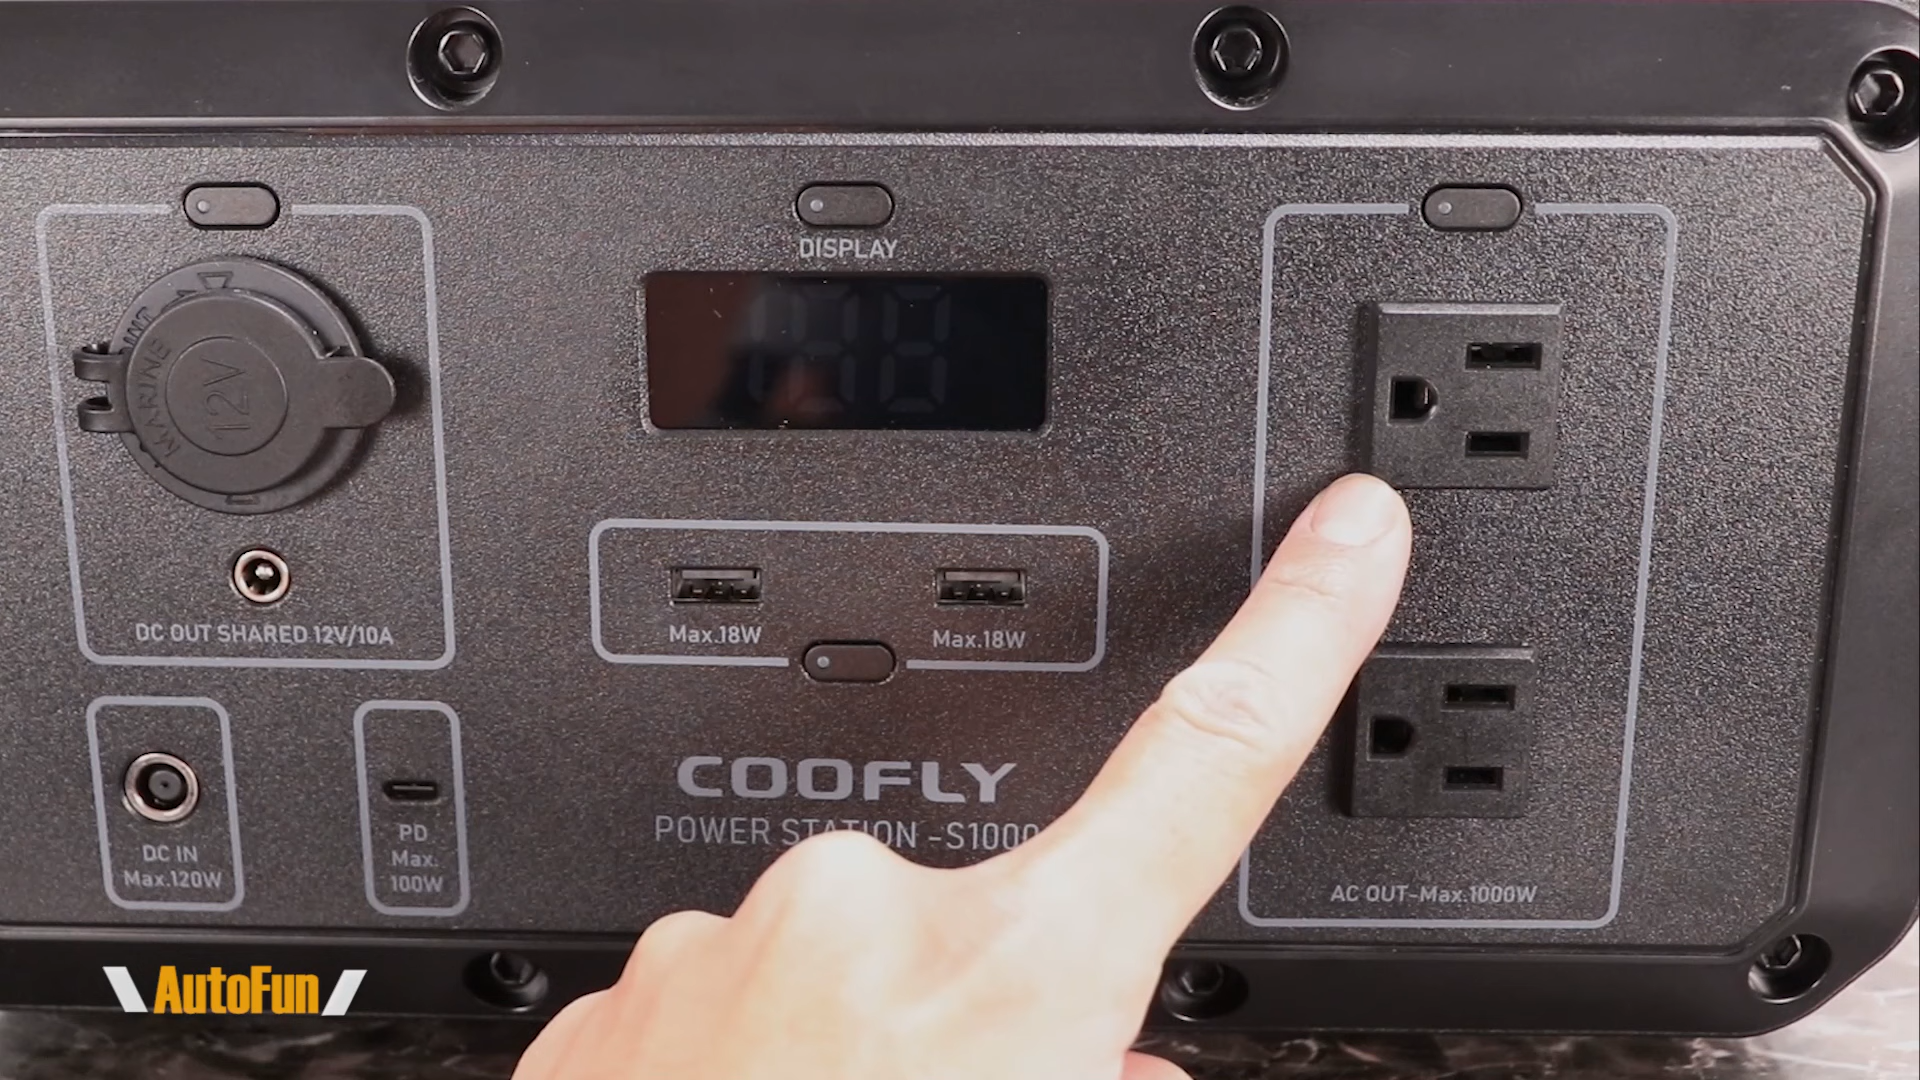 DISPLAY
MARINE
12V
DC OUT SHARED 12V/10A
Max.18W
Max.18W
DC IN
Max.120W
PD
Max.
100W
COOFLY
POWER STATION -S1000
AC OUT-Max.1000W
AutoFun